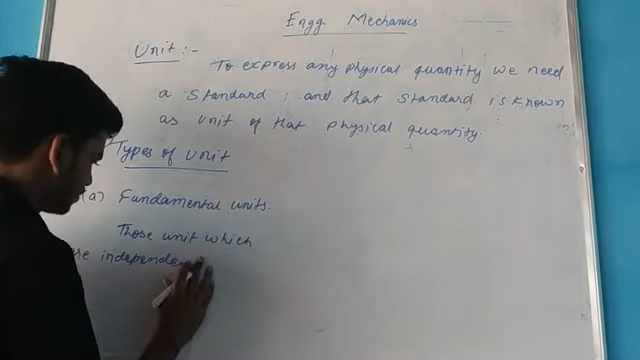 Engg. Mechanics
Unit :-
To express any physical quantity we need
a standard, and that standard is known
as unit of that physical quantity.
Types of Unit
(a) Fundamental units.
Those unit which
are independen